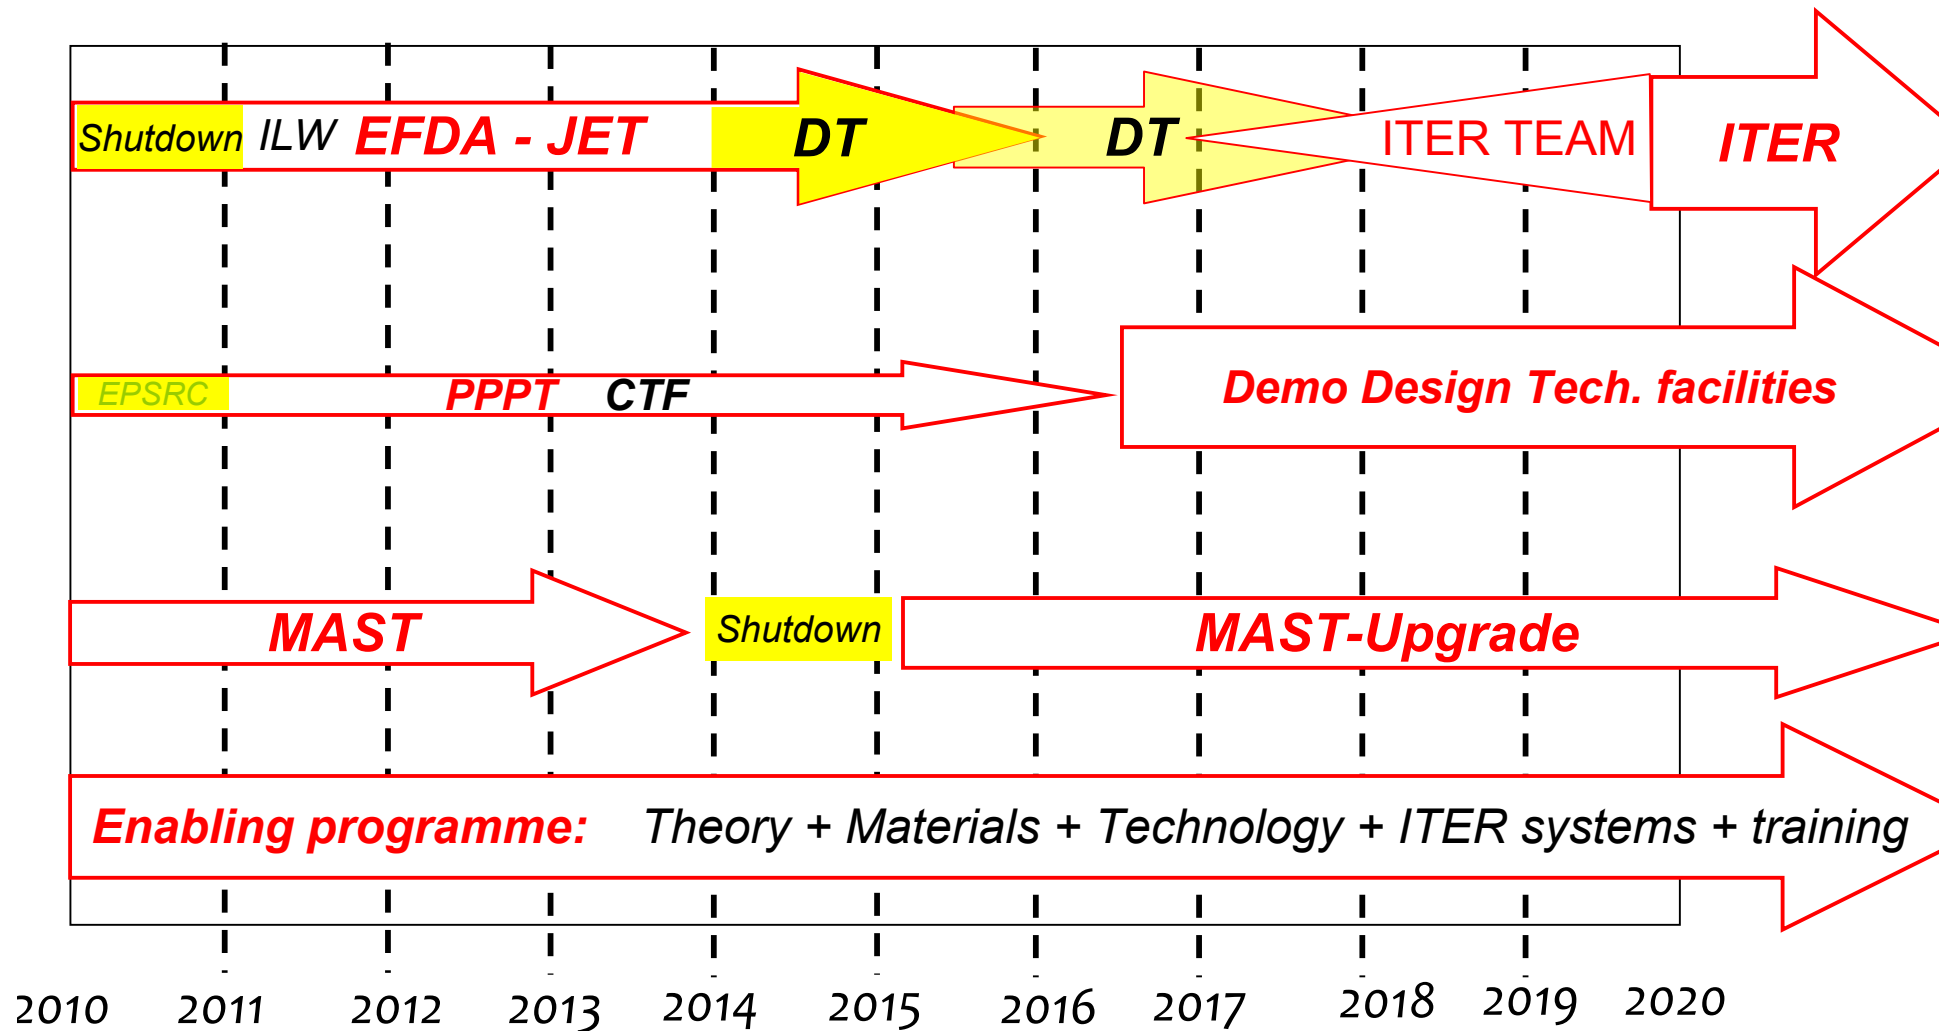 Shutdown ILW EFDA - JET DT DT ITER TEAM ITER
EPSRC PPPT CTF Demo Design Tech. facilities
MAST Shutdown MAST-Upgrade
Enabling programme: Theory + Materials + Technology + ITER systems + training
2010 2011 2012 2013 2014 2015 2016 2017 2018 2019 2020